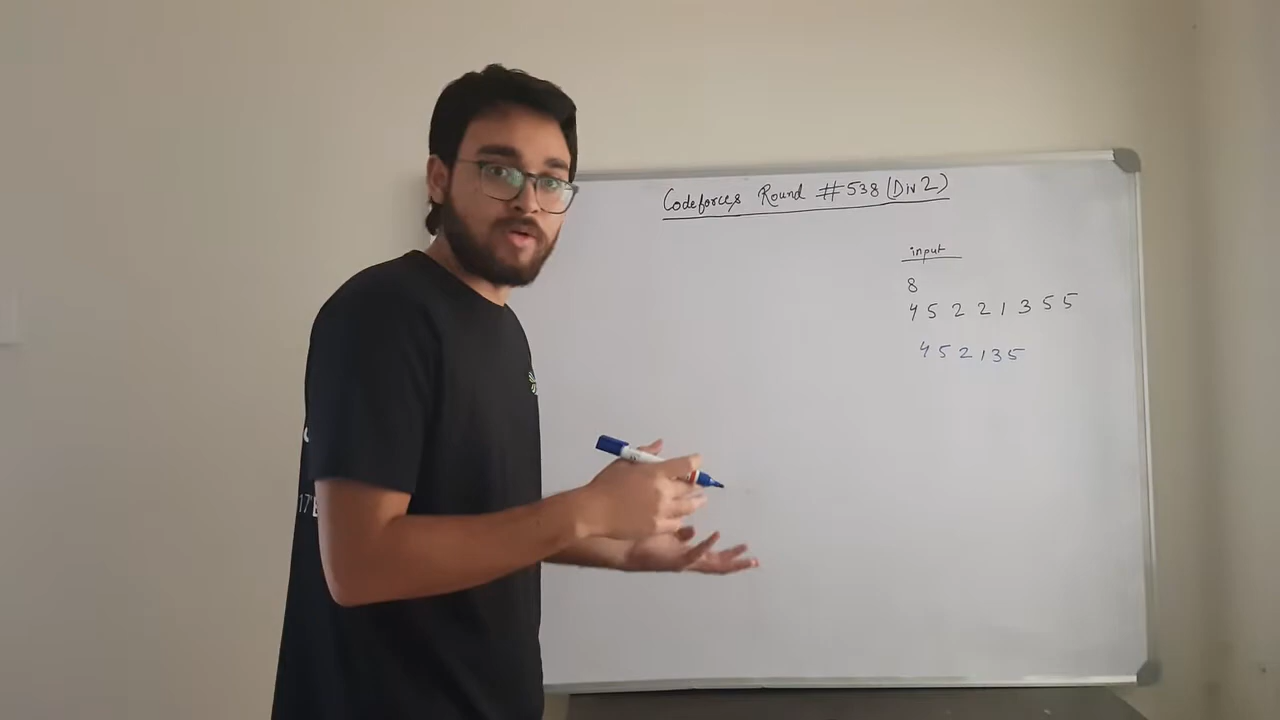 Codeforces Round #538 (Div 2)
input
8
4 5 2 2 1 3 5 5
4 5 2 1 3 5